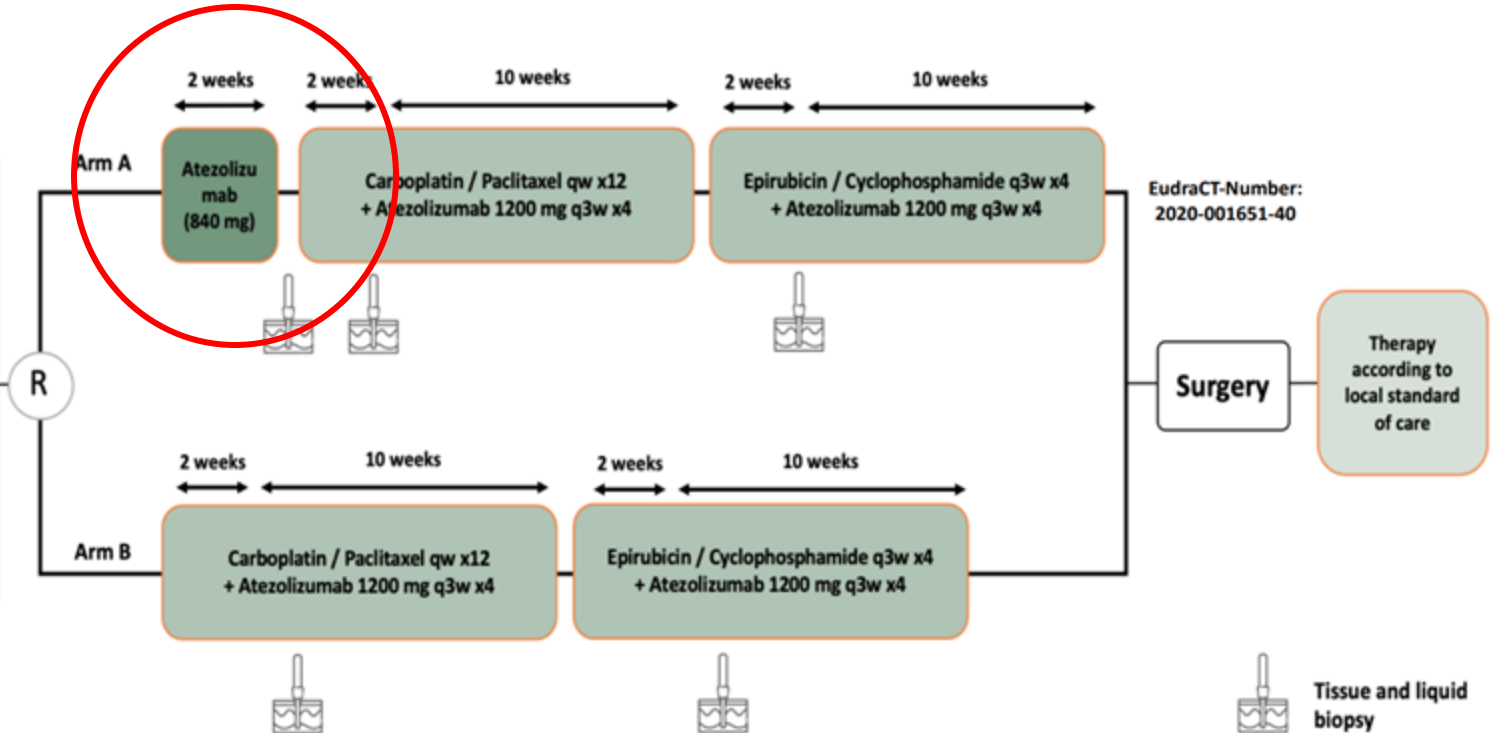 2 weeks
2 weeks
10 weeks
2 weeks
10 weeks
Arm A
Atezolizu
mab
(840 mg)
Carboplatin / Paclitaxel qw x12
+ Atezolizumab 1200 mg q3w x4
Epirubicin / Cyclophosphamide q3w x4
+ Atezolizumab 1200 mg q3w x4
EudraCT-Number:
2020-001651-40
R
Surgery
Therapy
according to
local standard
of care
2 weeks
10 weeks
2 weeks
10 weeks
Arm B
Carboplatin / Paclitaxel qw x12
+ Atezolizumab 1200 mg q3w x4
Epirubicin / Cyclophosphamide q3w x4
+ Atezolizumab 1200 mg q3w x4
Tissue and liquid
biopsy